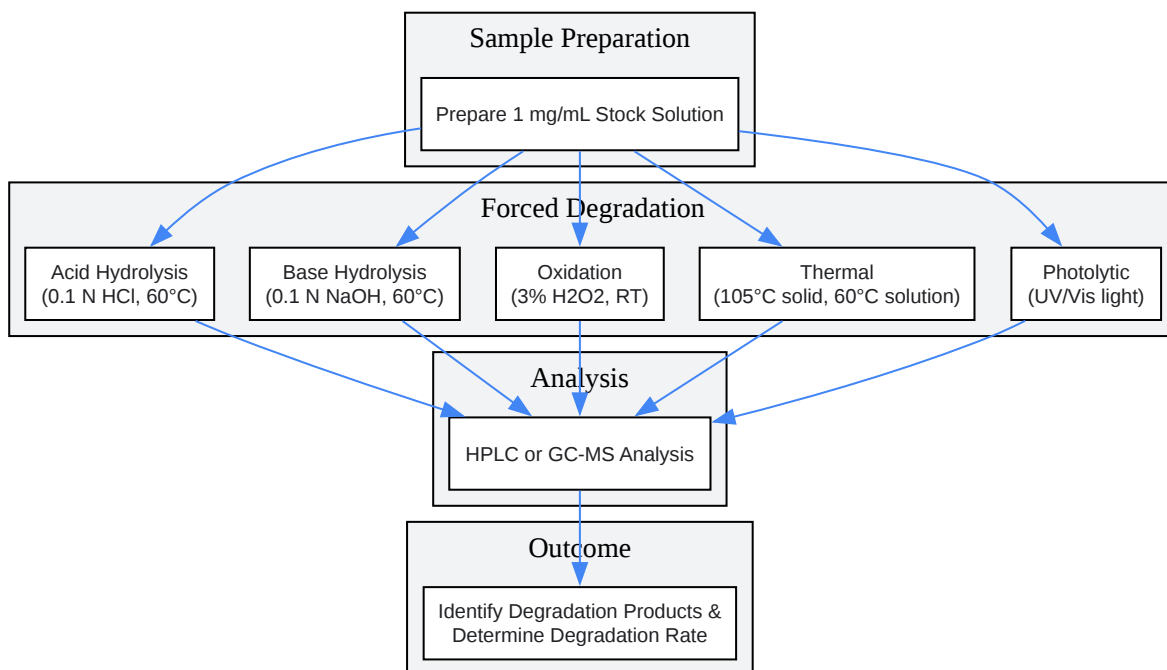 Sample Preparation
Prepare 1 mg/mL Stock Solution
Forced Degradation
Acid Hydrolysis
(0.1 N HCl, 60°C)
Base Hydrolysis
(0.1 N NaOH, 60°C)
Oxidation
(3% H2O2, RT)
Thermal
(105°C solid, 60°C solution)
Photolytic
(UV/Vis light)
Analysis
HPLC or GC-MS Analysis
Outcome
Identify Degradation Products &
Determine Degradation Rate